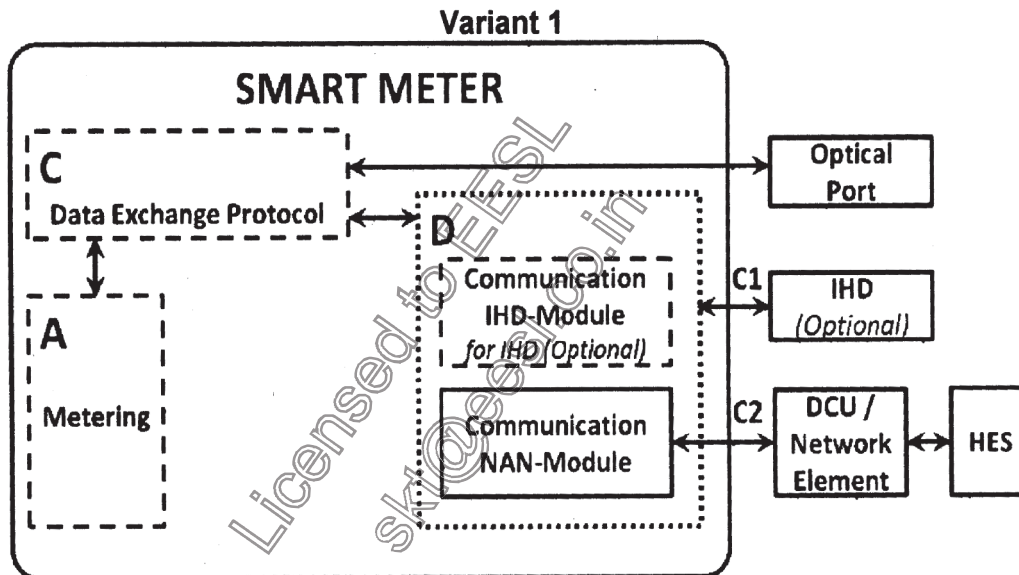 Variant 1
SMART METER
C
Data Exchange Protocol
A
Metering
D
Communication
IHD-Module
for IHD (Optional)
Communication
NAN-Module
Optical
Port
C1
IHD
(Optional)
C2
DCU /
Network
Element
HES
Licensed to EESL
skt@eesl.co.in